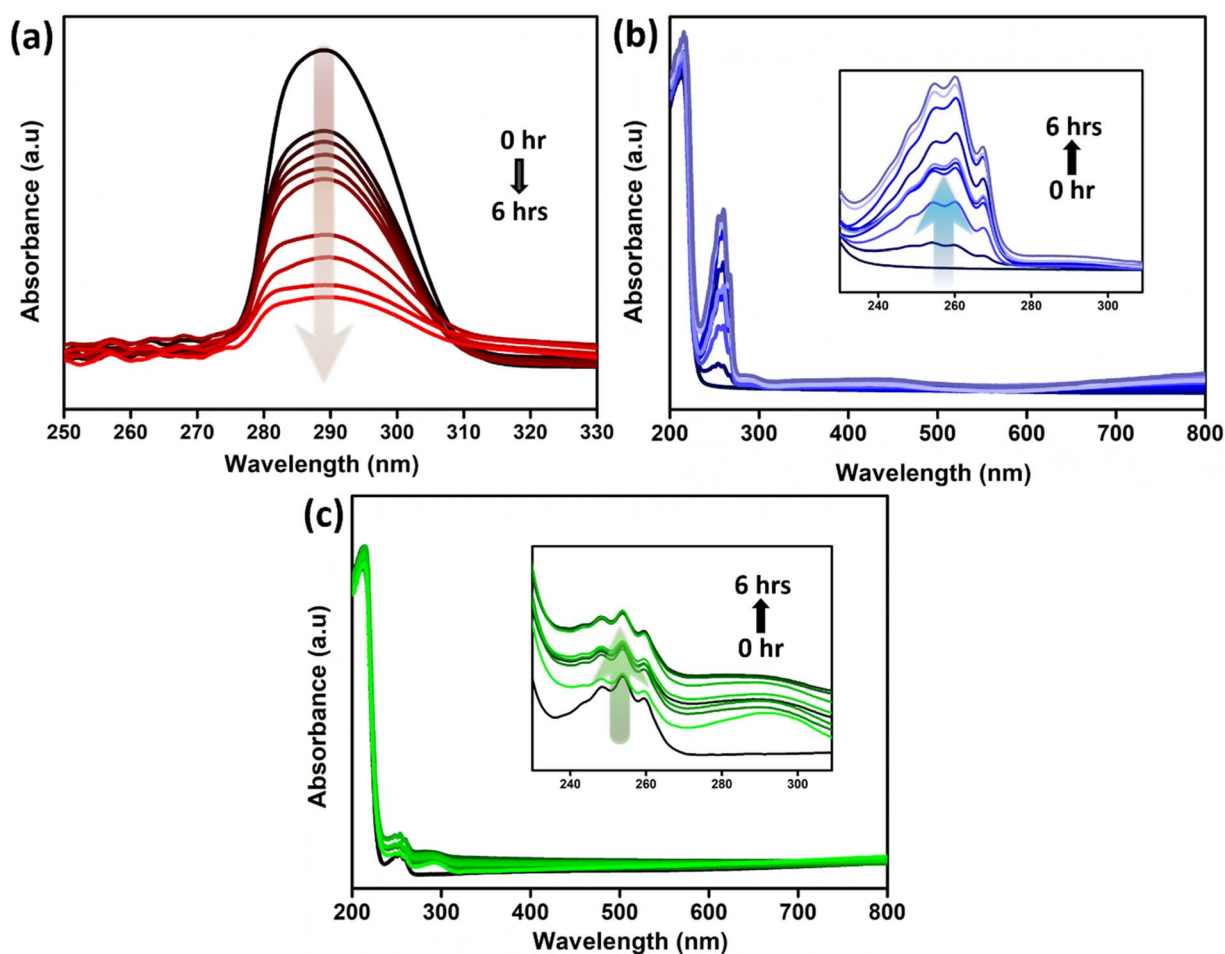 (a)
Absorbance (a.u)
0 hr
6 hrs
250 260 270 280 290 300 310 320 330
Wavelength (nm)
(b)
Absorbance (a.u)
6 hrs
0 hr
240 260 280 300
200 300 400 500 600 700 800
Wavelength (nm)
(c)
Absorbance (a.u)
6 hrs
0 hr
240 260 280 300
200 300 400 500 600 700 800
Wavelength (nm)